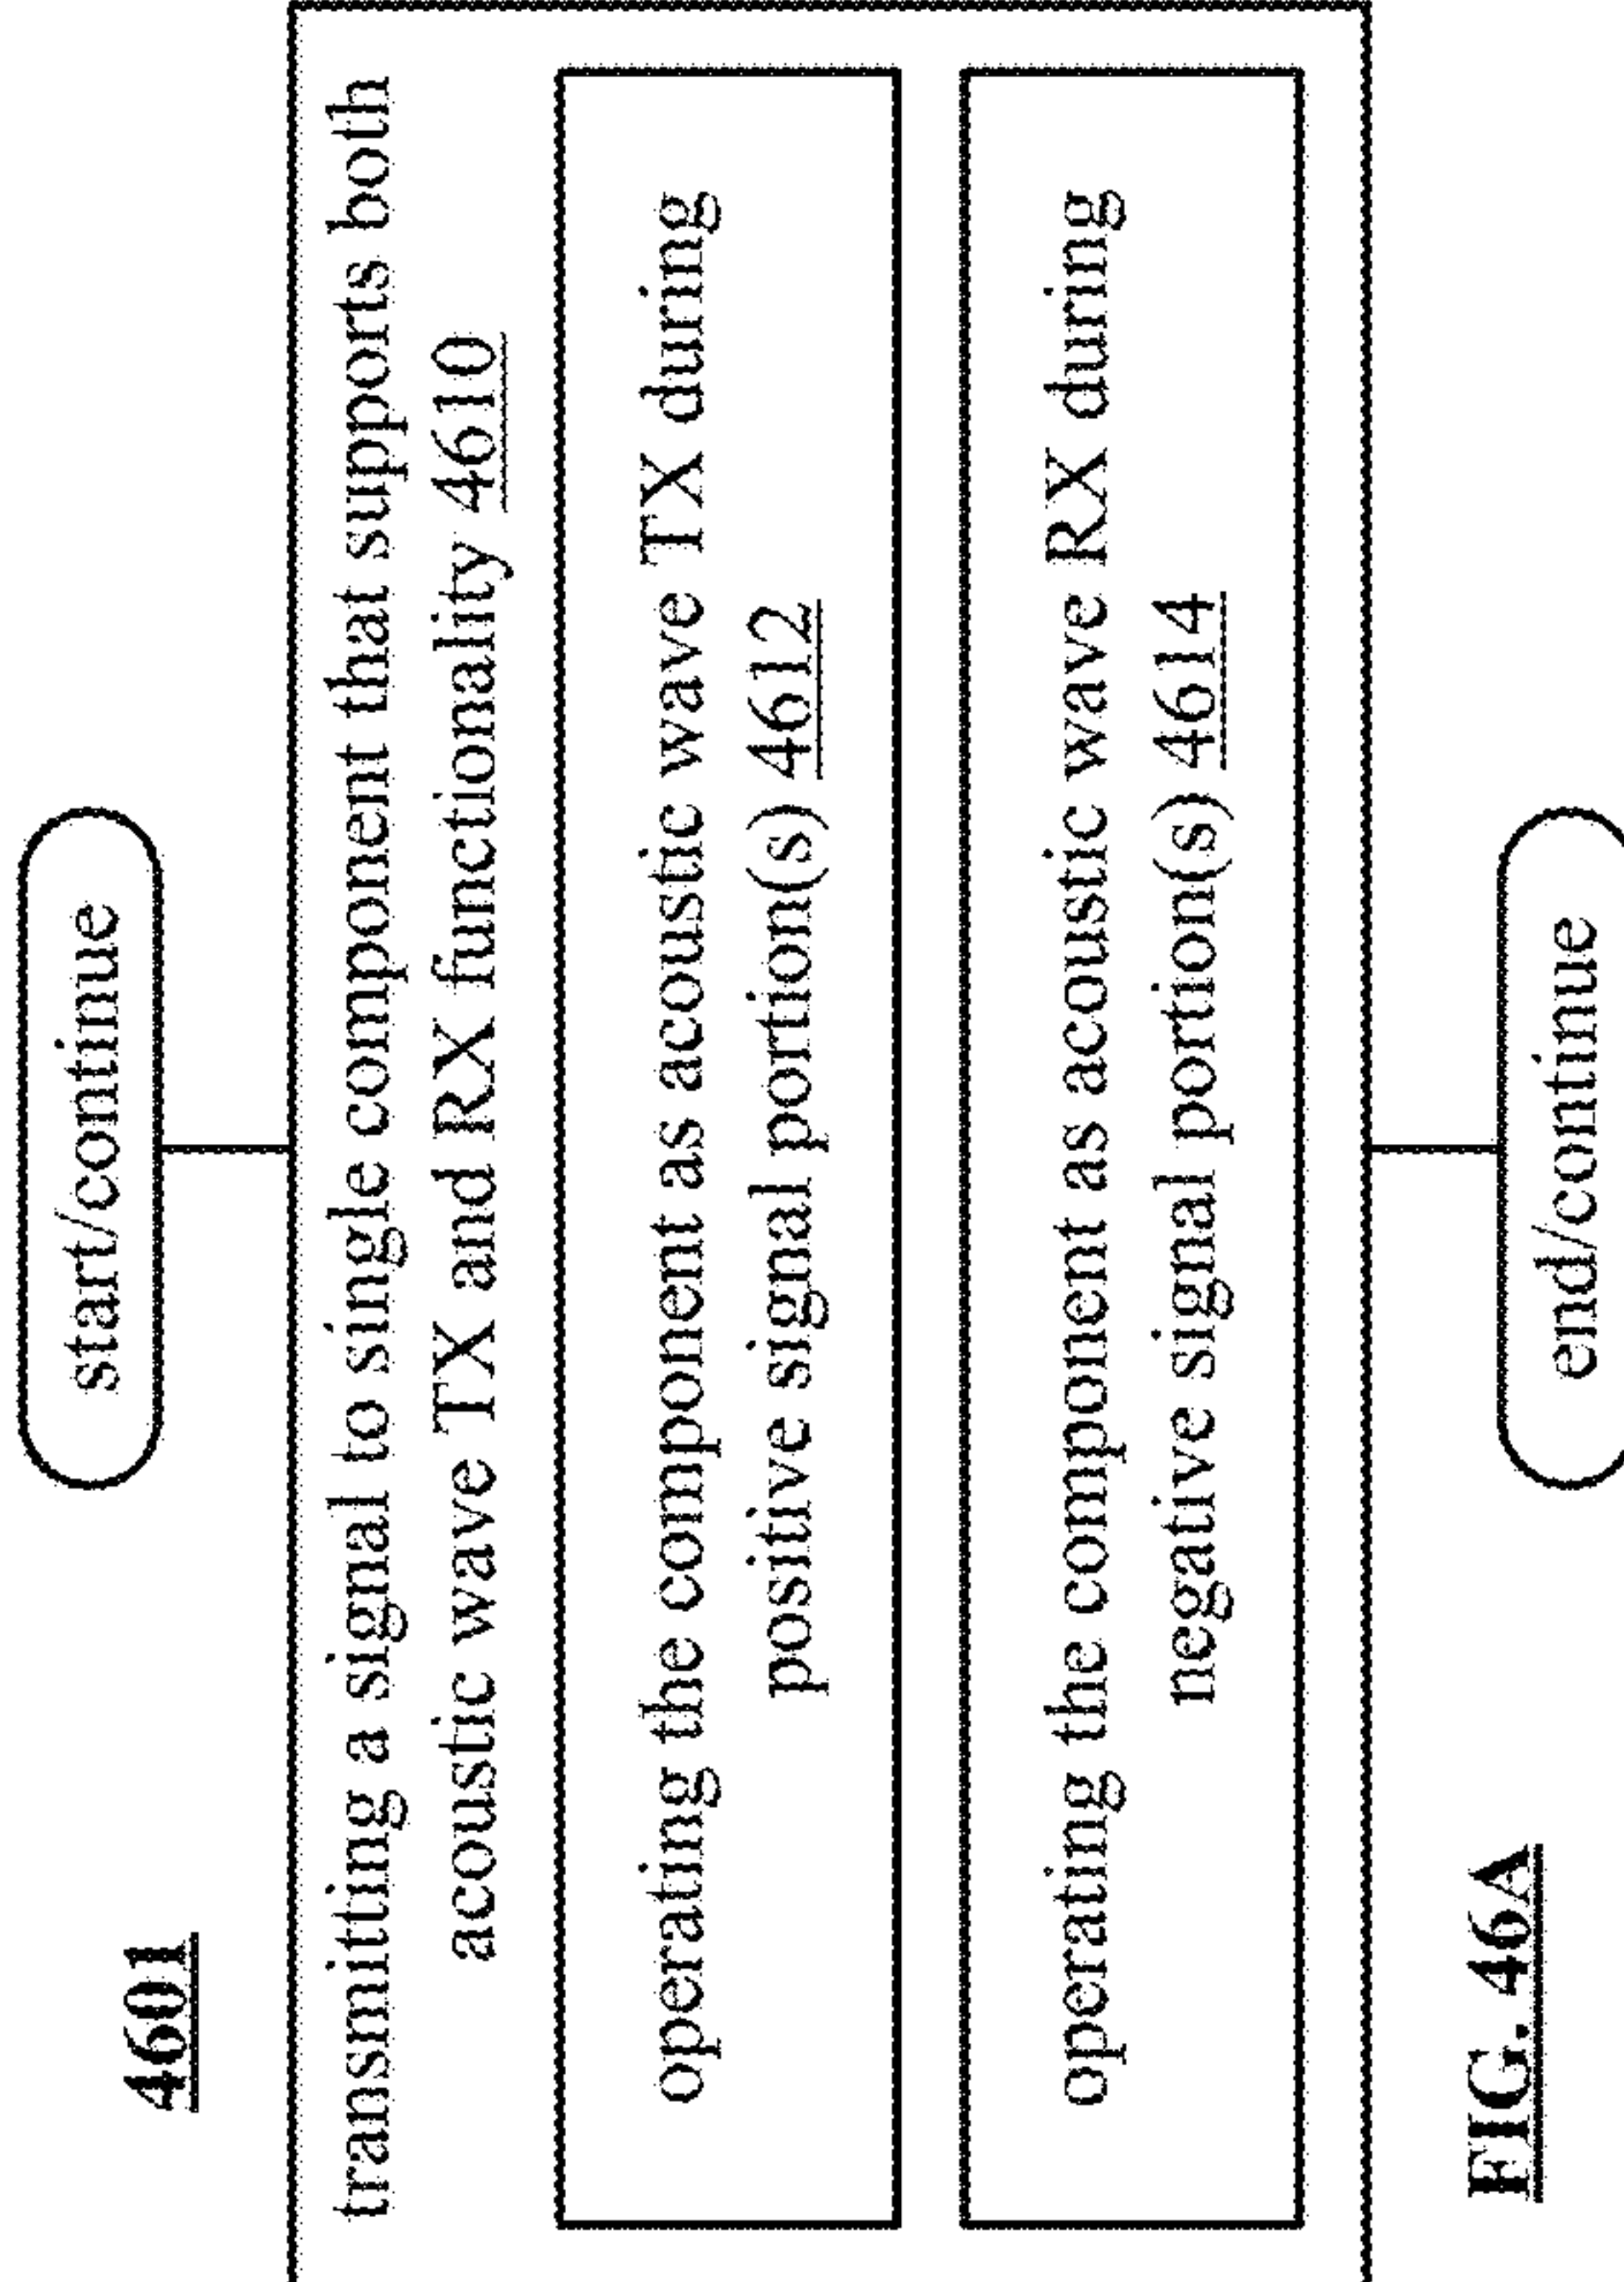 4601
start/continue
transmitting a signal to single component that supports both
acoustic wave TX and RX functionality 4610
operating the component as acoustic wave TX during
positive signal portion(s) 4612
operating the component as acoustic wave RX during
negative signal portion(s) 4614
end/continue
FIG. 46A